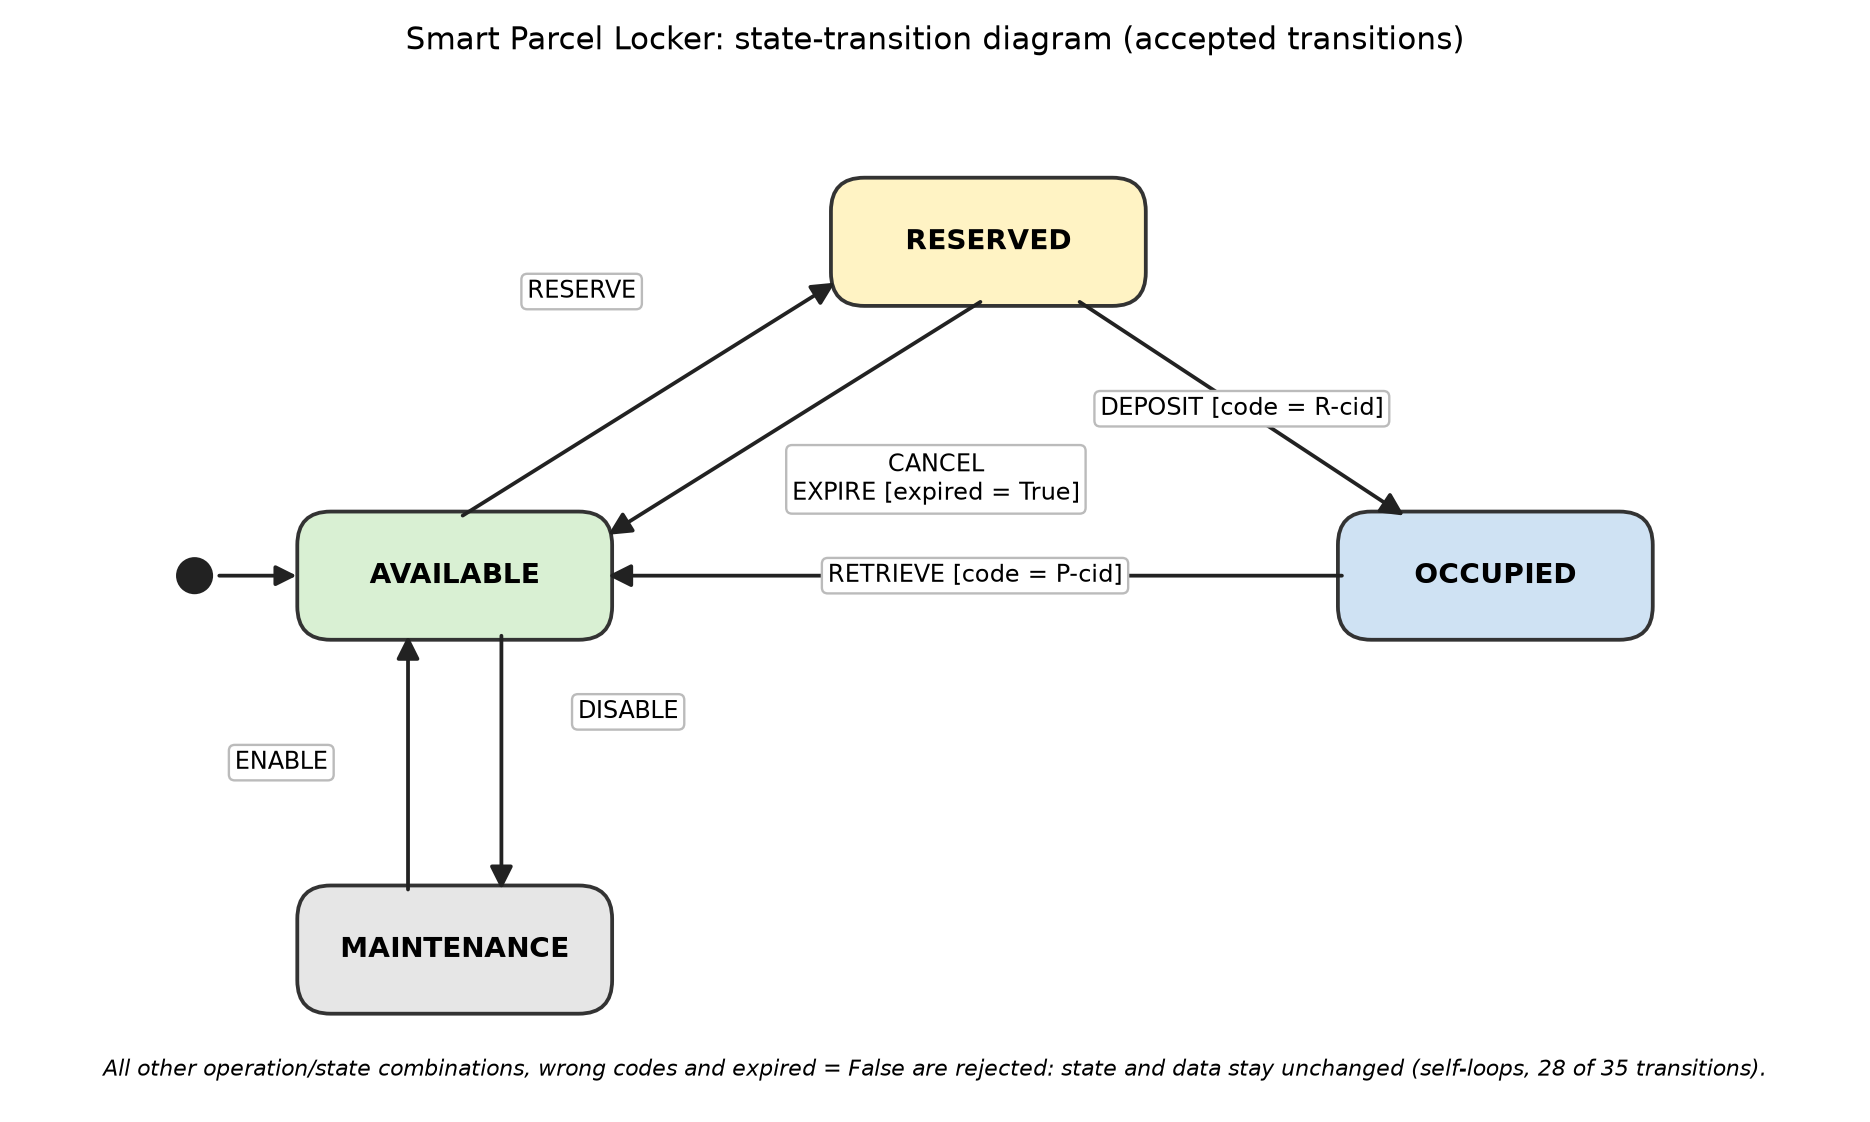 Smart Parcel Locker: state-transition diagram (accepted transitions)
RESERVED
RESERVE
DEPOSIT [code = R-cid]
CANCEL
EXPIRE [expired = True]
AVAILABLE
RETRIEVE [code = P-cid]
OCCUPIED
DISABLE
ENABLE
MAINTENANCE
All other operation/state combinations, wrong codes and expired = False are rejected: state and data stay unchanged (self-loops, 28 of 35 transitions).